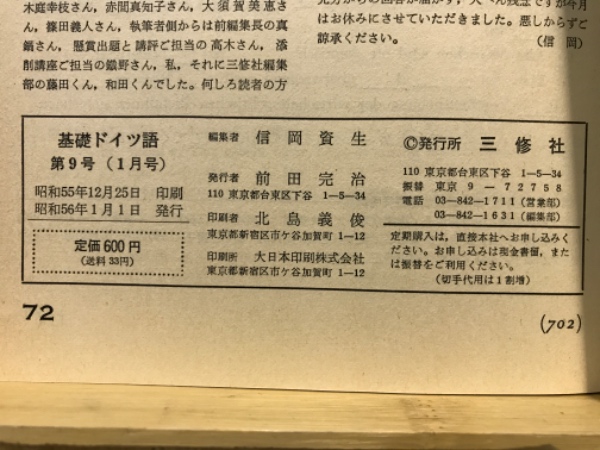 木庭幸枝さん，赤間真知子さん，大須賀美恵さ
ん，篠田義人さん，執筆者側からは前編集長の真
鍋さん，懸賞出題と講評ご担当の高木さん，添
削講座ご担当の鐡野さん，私，それに三修社編集
部の藤田くん，和田くんでした。何しろ読者の方
はお休みにさせていただきました。悪しからずご
諒承ください。
（信 岡）
基礎ドイツ語
第9号（1月号）
昭和55年12月25日 印刷
昭和56年1月1日 発行
定価600円
（送料33円）
編集者 信岡資生
発行者 前田完治
110 東京都台東区下谷 1-5-34
印刷者 北島義俊
東京都新宿区市ケ谷加賀町 1-12
印刷所 大日本印刷株式会社
東京都新宿区市ケ谷加賀町 1-12
©発行所 三修社
110 東京都台東区下谷 1-5-34
振替 東京 9-72758
電話 03-842-1711（営業部）
03-842-1631（編集部）
定期購入は，直接本社へお申し込みく
ださい。お申し込みは現金書留，また
は振替をご利用ください。
（切手代用は1割増）
72
(702)